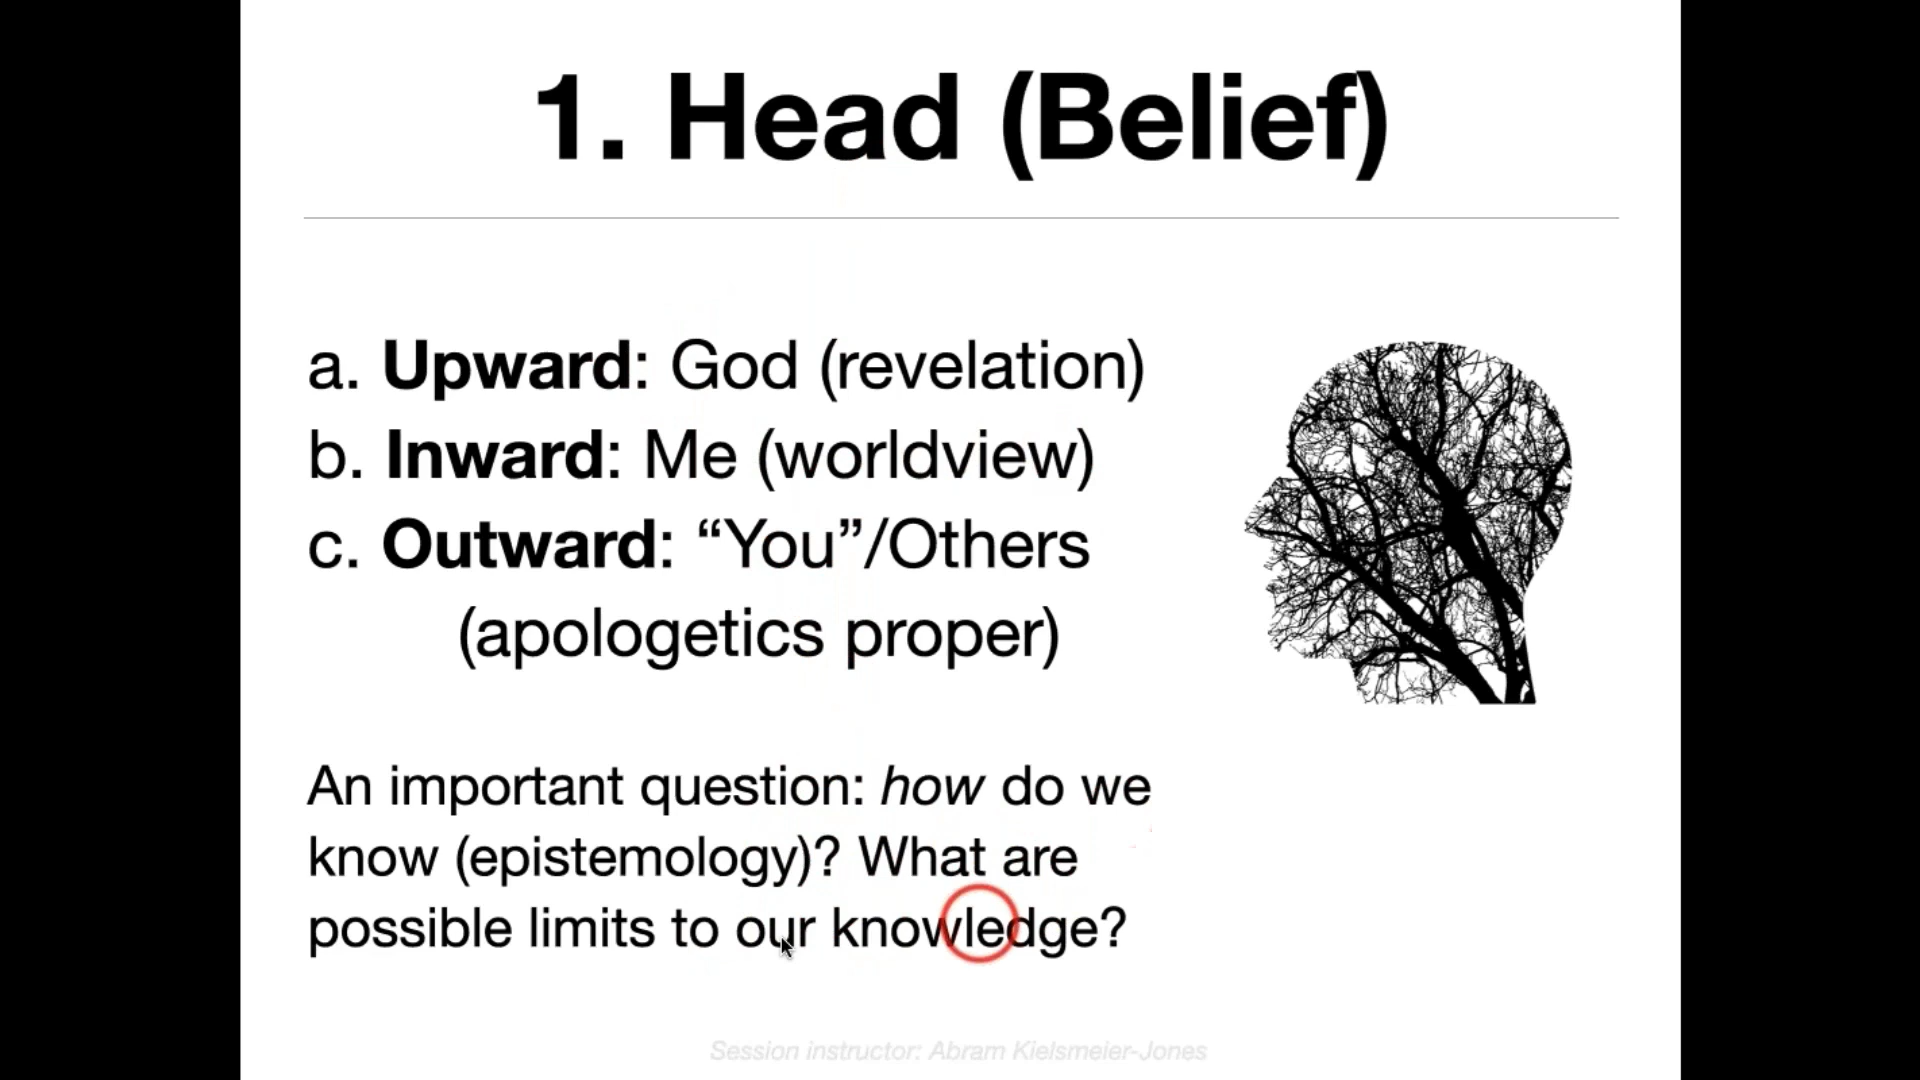 1. Head (Belief)
a. Upward: God (revelation)
b. Inward: Me (worldview)
c. Outward: “You”/Others
(apologetics proper)
An important question: how do we
know (epistemology)? What are
possible limits to our knowledge?
Session instructor: Abram Kielsmeier-Jones